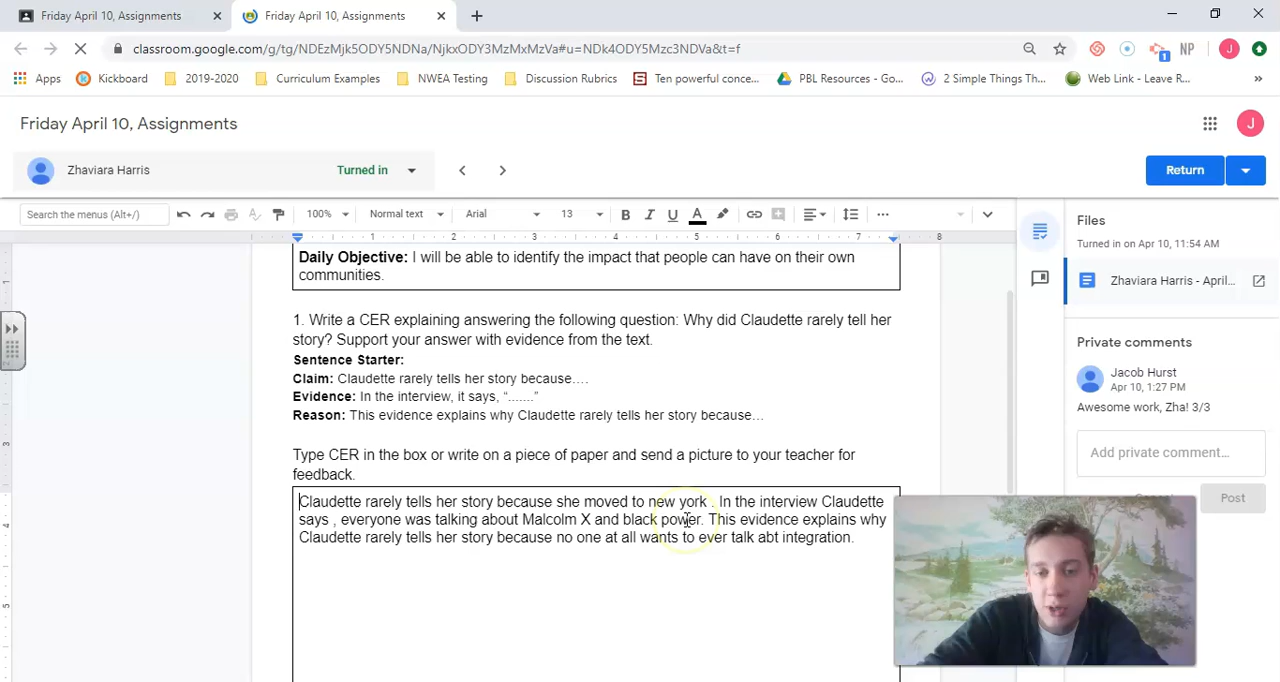 Friday April 10, Assignments
Friday April 10, Assignments
classroom.google.com/g/tg/NDEzMjk5ODY5NDNa/NjkxODY3MzMxMzVa#u=NDk4ODY5Mzc3NDVa&t=f
NP
J
Apps
Kickboard
2019-2020
Curriculum Examples
NWEA Testing
Discussion Rubrics
Ten powerful conce...
PBL Resources - Go...
2 Simple Things Th...
Web Link - Leave R...
»
Friday April 10, Assignments
J
Zhaviara Harris
Turned in
Return
Search the menus (Alt+/)
100%
Normal text
Arial
13
B I U A
1 2 3 4 5 6 7 8
Files
Turned in on Apr 10, 11:54 AM
Zhaviara Harris - April...
Private comments
Jacob Hurst
Apr 10, 1:27 PM
Awesome work, Zha! 3/3
Add private comment...
Post
Daily Objective: I will be able to identify the impact that people can have on their own
communities.
1. Write a CER explaining answering the following question: Why did Claudette rarely tell her
story? Support your answer with evidence from the text.
Sentence Starter:
Claim: Claudette rarely tells her story because….
Evidence: In the interview, it says, “.......”
Reason: This evidence explains why Claudette rarely tells her story because…
Type CER in the box or write on a piece of paper and send a picture to your teacher for
feedback.
Claudette rarely tells her story because she moved to new york . In the interview Claudette
says , everyone was talking about Malcolm X and black power. This evidence explains why
Claudette rarely tells her story because no one at all wants to ever talk abt integration.